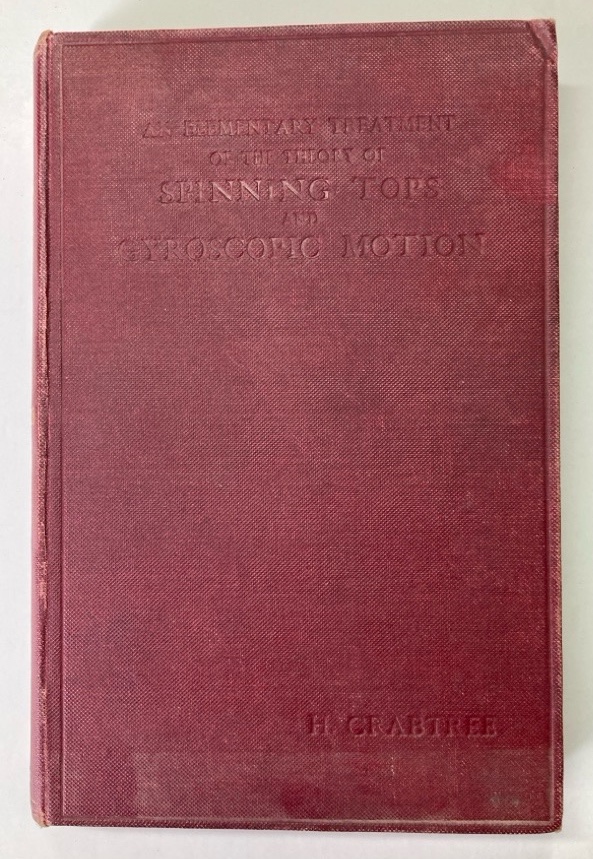 AN ELEMENTARY TREATMENT
OF THE THEORY OF
SPINNING TOPS
AND
GYROSCOPIC MOTION
H. CRABTREE